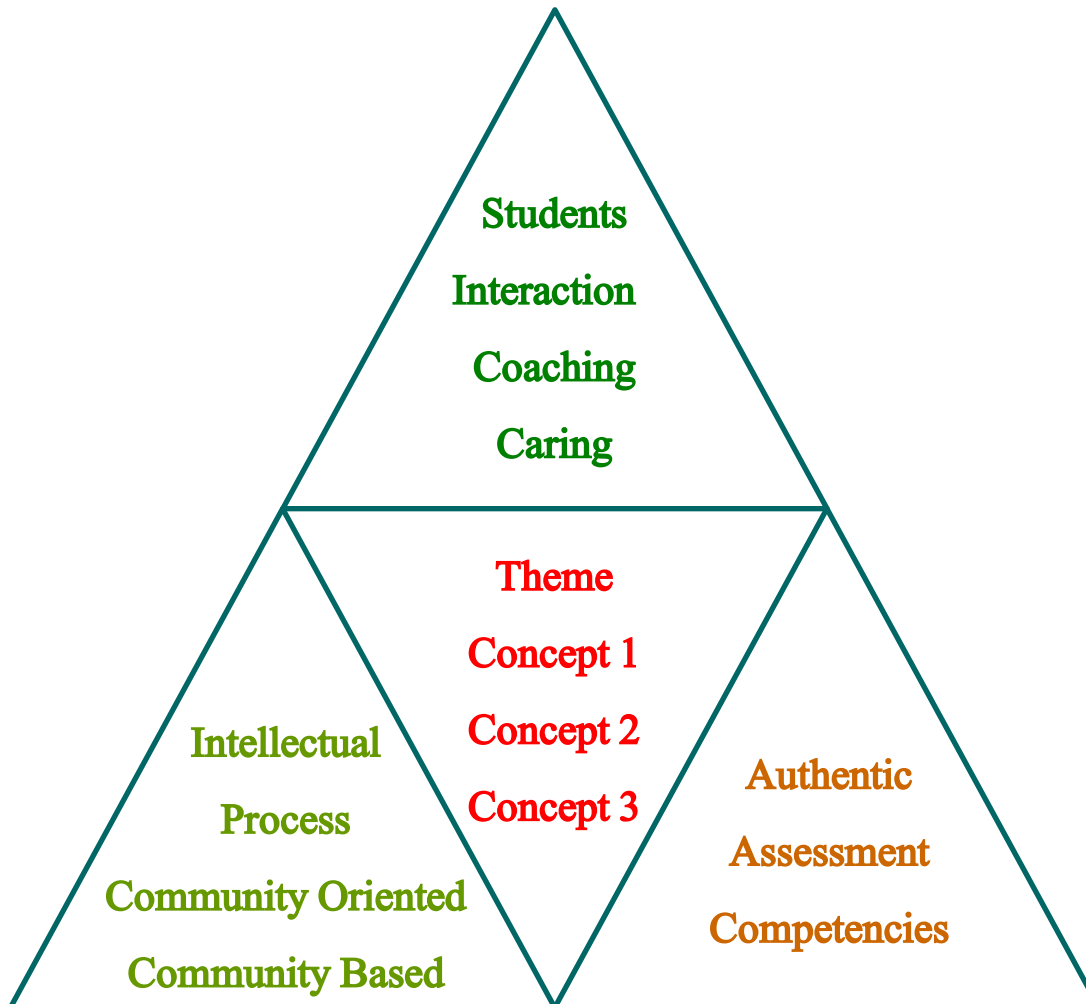 Students
Interaction
Coaching
Caring
Theme
Concept 1
Concept 2
Concept 3
Intellectual
Process
Community Oriented
Community Based
Authentic
Assessment
Competencies